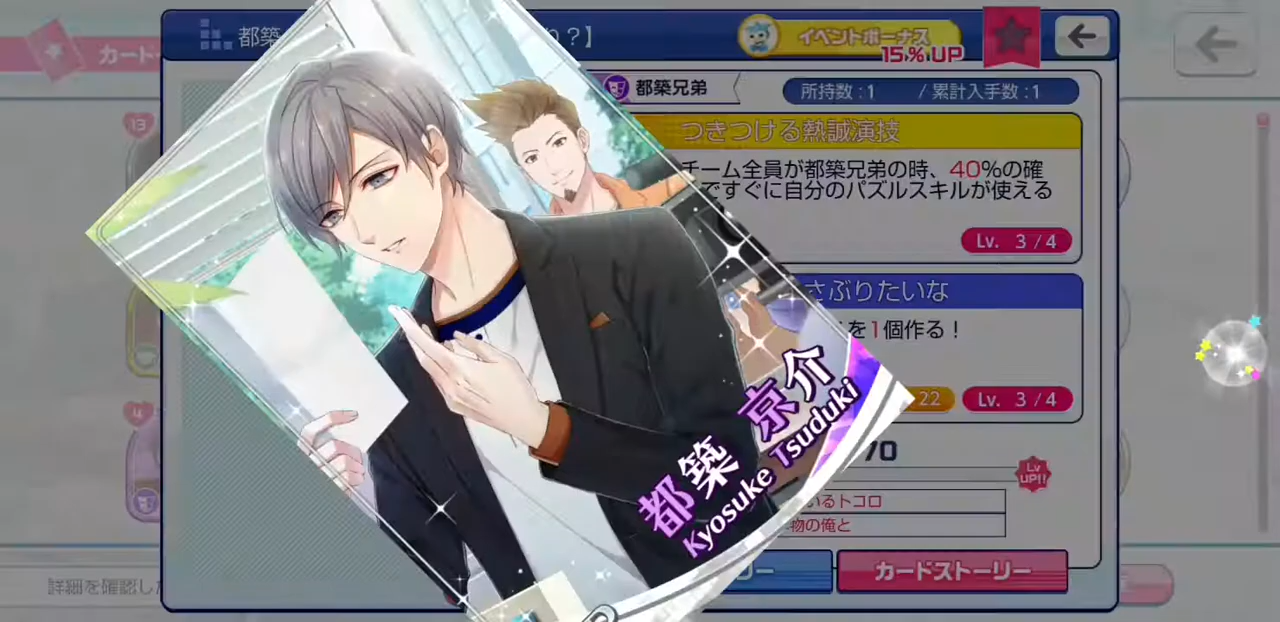 都築
り？】
イベントボーナス
15% UP
カード
都築兄弟
所持数：1 / 累計入手数：1
13
つきつける熱誠演技
チーム全員が都築兄弟の時、40%の確
ですぐに自分のパズルスキルが使える
Lv. 3 / 4
さぶりたいな
を1個作る！
22
Lv. 3 / 4
4
都築 京介
Kyosuke Tsuduki
70
Lv UP!!
いるトコロ
物の俺と
リー
カードストーリー
詳細を確認した